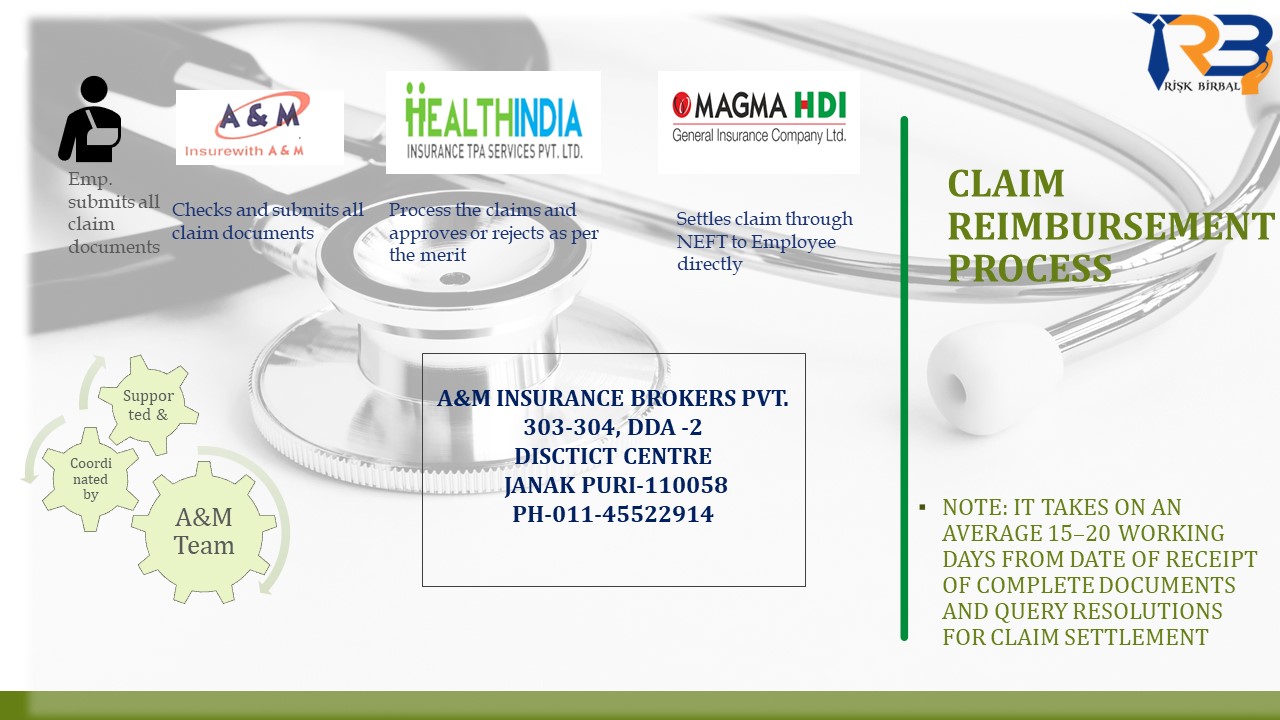 RISK BIRBAL
A & M
Insurewith A & M
HEALTHINDIA
INSURANCE TPA SERVICES PVT. LTD.
MAGMA HDI
General Insurance Company Ltd.
Emp.
submits all
claim
documents
Checks and submits all
claim documents
Process the claims and
approves or rejects as per
the merit
Settles claim through
NEFT to Employee
directly
CLAIM
REIMBURSEMENT
PROCESS
Suppor
ted &
Coordi
nated
by
A&M
Team
A&M INSURANCE BROKERS PVT.
303-304, DDA -2
DISCTICT CENTRE
JANAK PURI-110058
PH-011-45522914
▪ NOTE: IT TAKES ON AN
AVERAGE 15–20 WORKING
DAYS FROM DATE OF RECEIPT
OF COMPLETE DOCUMENTS
AND QUERY RESOLUTIONS
FOR CLAIM SETTLEMENT